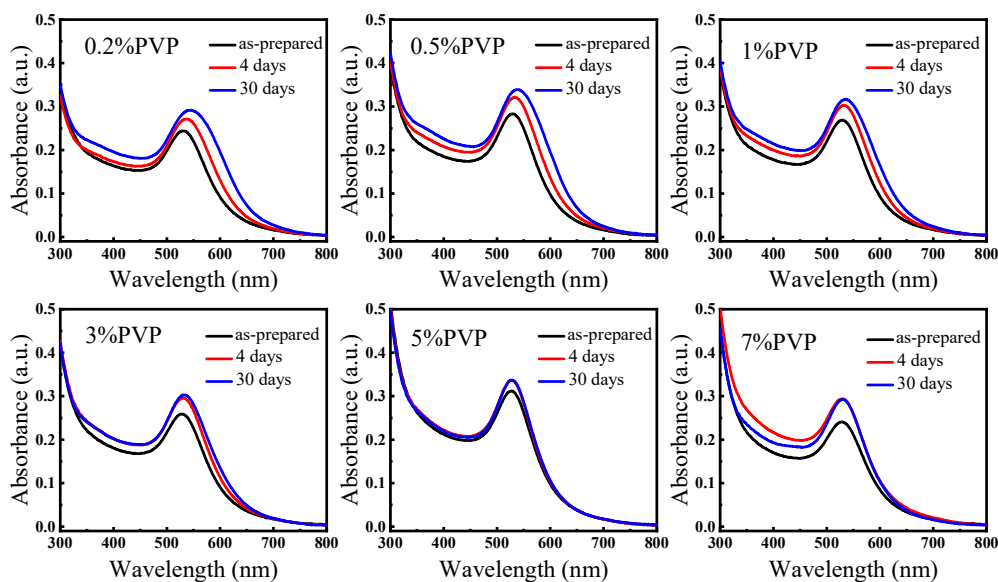 0.2%PVP
as-prepared
4 days
30 days
Absorbance (a.u.)
0.5
0.4
0.3
0.2
0.1
0.0
300 400 500 600 700 800
Wavelength (nm)
0.5%PVP
as-prepared
4 days
30 days
Absorbance (a.u.)
0.5
0.4
0.3
0.2
0.1
0.0
300 400 500 600 700 800
Wavelength (nm)
1%PVP
as-prepared
4 days
30 days
Absorbance (a.u.)
0.5
0.4
0.3
0.2
0.1
0.0
300 400 500 600 700 800
Wavelength (nm)
3%PVP
as-prepared
4 days
30 days
Absorbance (a.u.)
0.5
0.4
0.3
0.2
0.1
0.0
300 400 500 600 700 800
Wavelength (nm)
5%PVP
as-prepared
4 days
30 days
Absorbance (a.u.)
0.5
0.4
0.3
0.2
0.1
0.0
300 400 500 600 700 800
Wavelength (nm)
7%PVP
as-prepared
4 days
30 days
Absorbance (a.u.)
0.5
0.4
0.3
0.2
0.1
0.0
300 400 500 600 700 800
Wavelength (nm)